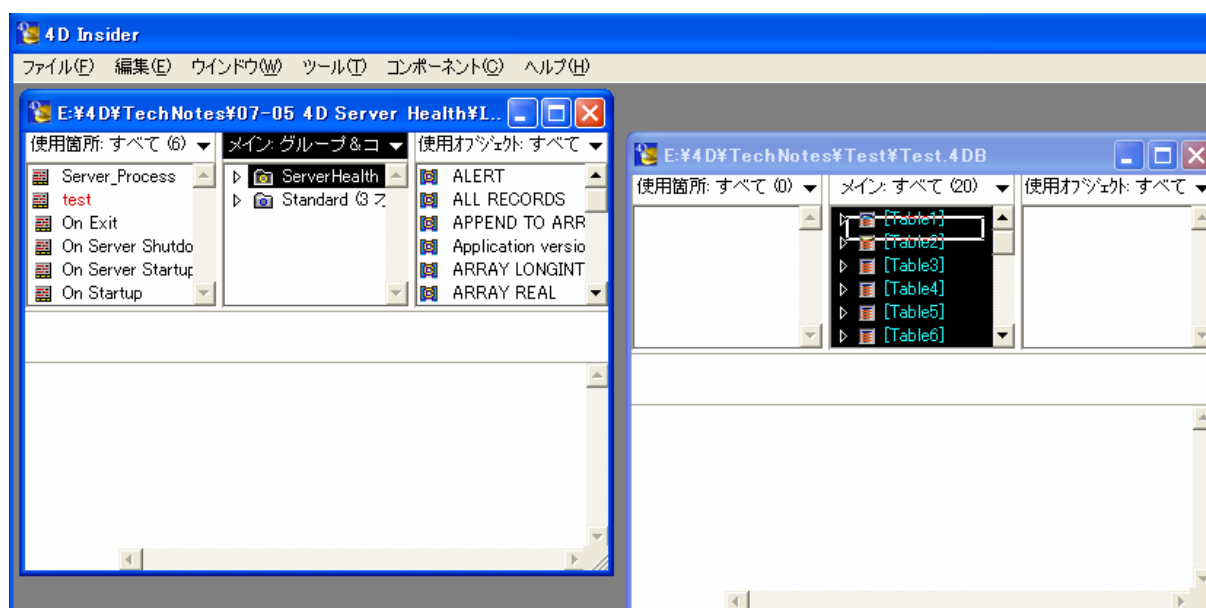 4D Insider
ファイル(F) 編集(E) ウインドウ(W) ツール(T) コンポーネント(C) ヘルプ(H)
E:¥4D¥TechNotes¥07-05 4D Server Health¥I...
使用箇所: すべて (6) メイン: グループ&コ 使用オブジェクト: すべて
Server_Process
test
On Exit
On Server Shutdo
On Server Startup
On Startup
ServerHealth
Standard (3 フ
ALERT
ALL RECORDS
APPEND TO ARR
Application versio
ARRAY LONGINT
ARRAY REAL
E:¥4D¥TechNotes¥Test¥Test.4DB
使用箇所: すべて (0) メイン: すべて (20) 使用オブジェクト: すべて
[Table1]
[Table2]
[Table3]
[Table4]
[Table5]
[Table6]